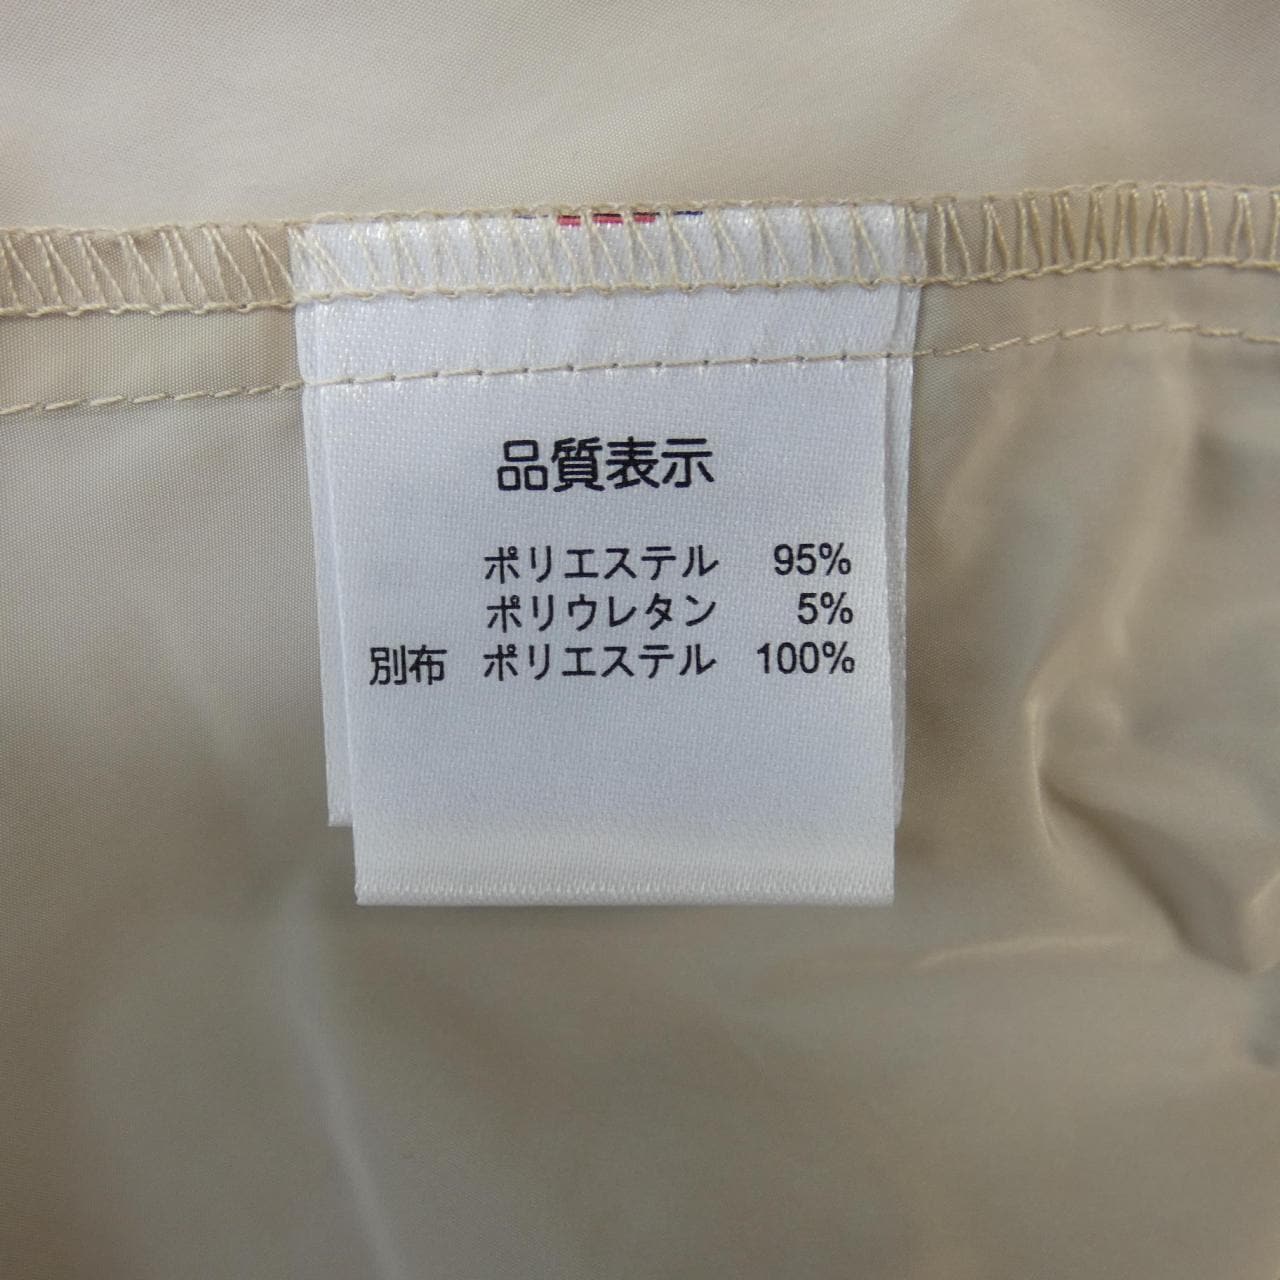 品質表示
ポリエステル 95%
ポリウレタン 5%
別布 ポリエステル 100%